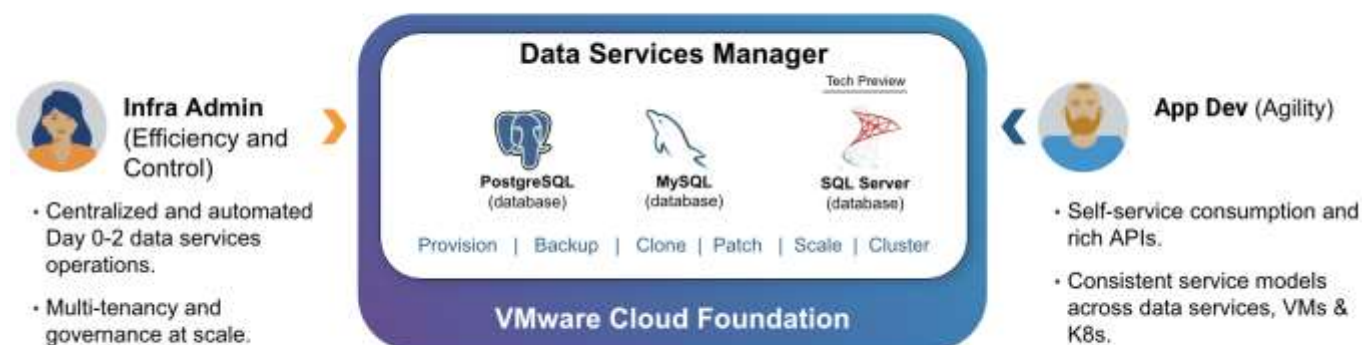 Data Services Manager
Tech Preview
Infra Admin
(Efficiency and
Control)
• Centralized and automated
Day 0-2 data services
operations.
• Multi-tenancy and
governance at scale.
PostgreSQL
(database)
MySQL
(database)
SQL Server
(database)
Provision | Backup | Clone | Patch | Scale | Cluster
VMware Cloud Foundation
App Dev (Agility)
• Self-service consumption and
rich APIs.
• Consistent service models
across data services, VMs &
K8s.